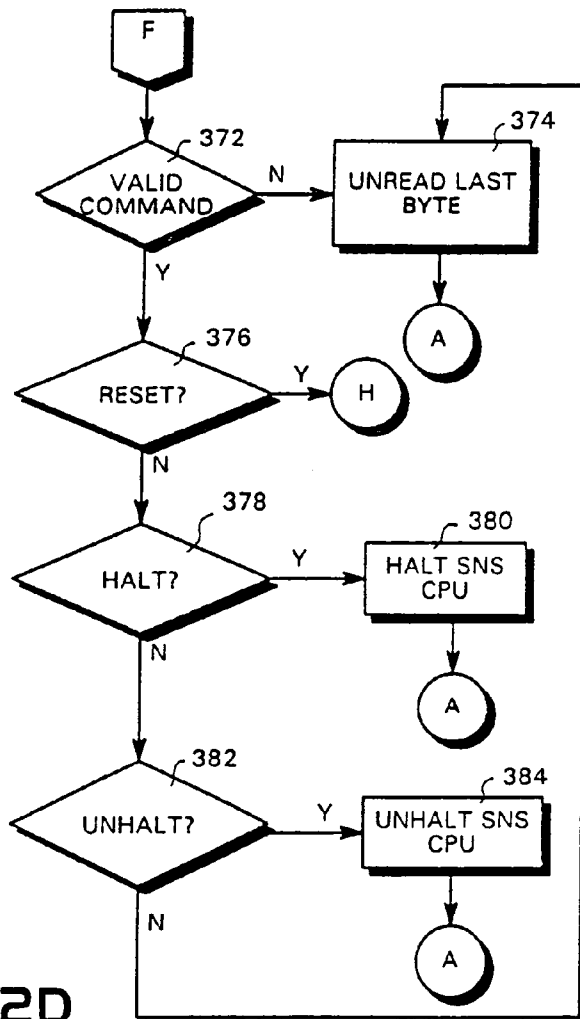 F
372
VALID
COMMAND
N
374
UNREAD LAST
BYTE
Y
A
376
RESET?
Y
H
N
378
HALT?
Y
380
HALT SNS
CPU
N
A
382
UNHALT?
Y
384
UNHALT SNS
CPU
N
A
2D